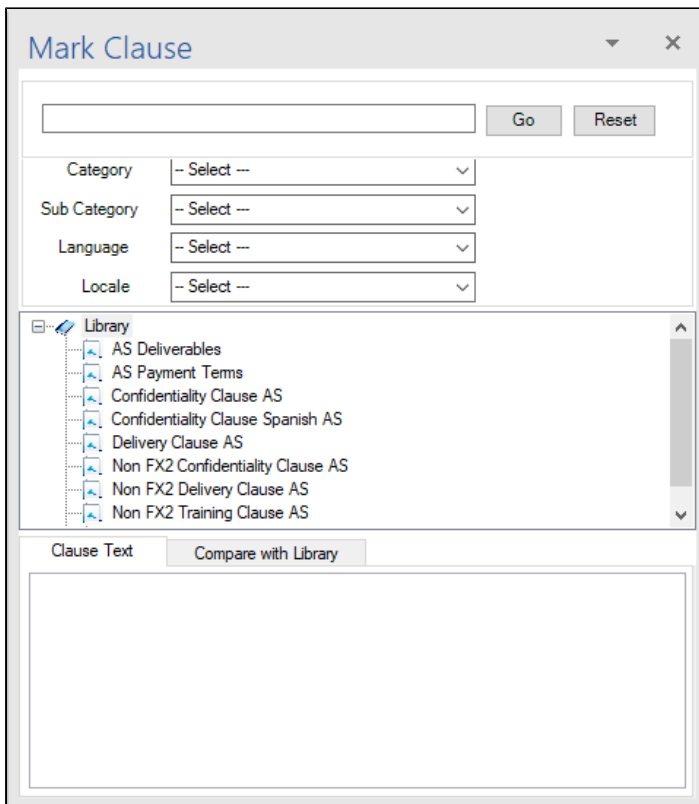 Mark Clause
Go Reset
Category -- Select ---
Sub Category -- Select ---
Language -- Select ---
Locale -- Select ---
Library
AS Deliverables
AS Payment Terms
Confidentiality Clause AS
Confidentiality Clause Spanish AS
Delivery Clause AS
Non FX2 Confidentiality Clause AS
Non FX2 Delivery Clause AS
Non FX2 Training Clause AS
Clause Text Compare with Library